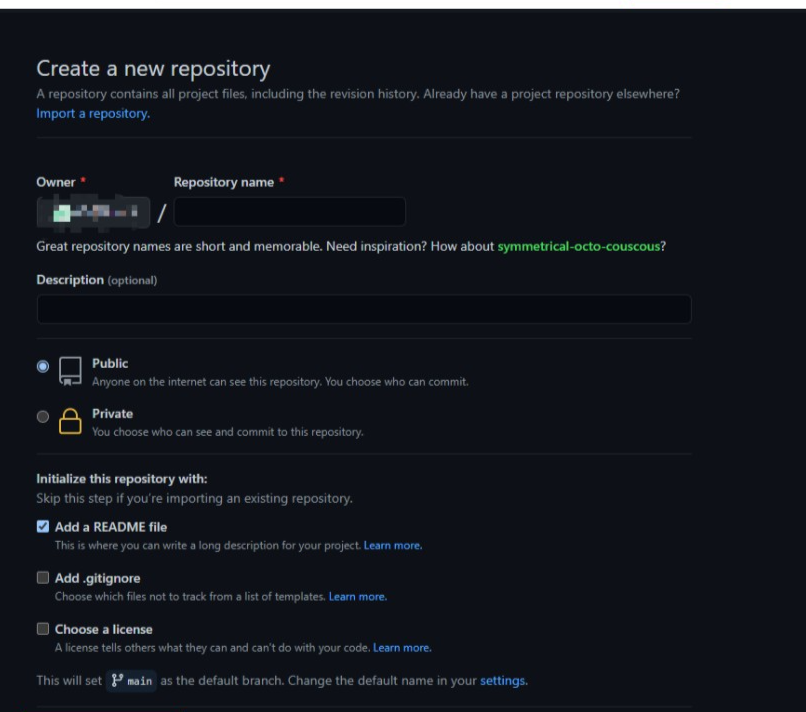 Create a new repository
A repository contains all project files, including the revision history. Already have a project repository elsewhere?
Import a repository.
Owner * Repository name *
/
Great repository names are short and memorable. Need inspiration? How about symmetrical-octo-couscous?
Description (optional)
Public
Anyone on the internet can see this repository. You choose who can commit.
Private
You choose who can see and commit to this repository.
Initialize this repository with:
Skip this step if you're importing an existing repository.
Add a README file
This is where you can write a long description for your project. Learn more.
Add .gitignore
Choose which files not to track from a list of templates. Learn more.
Choose a license
A license tells others what they can and can't do with your code. Learn more.
This will set main as the default branch. Change the default name in your settings.